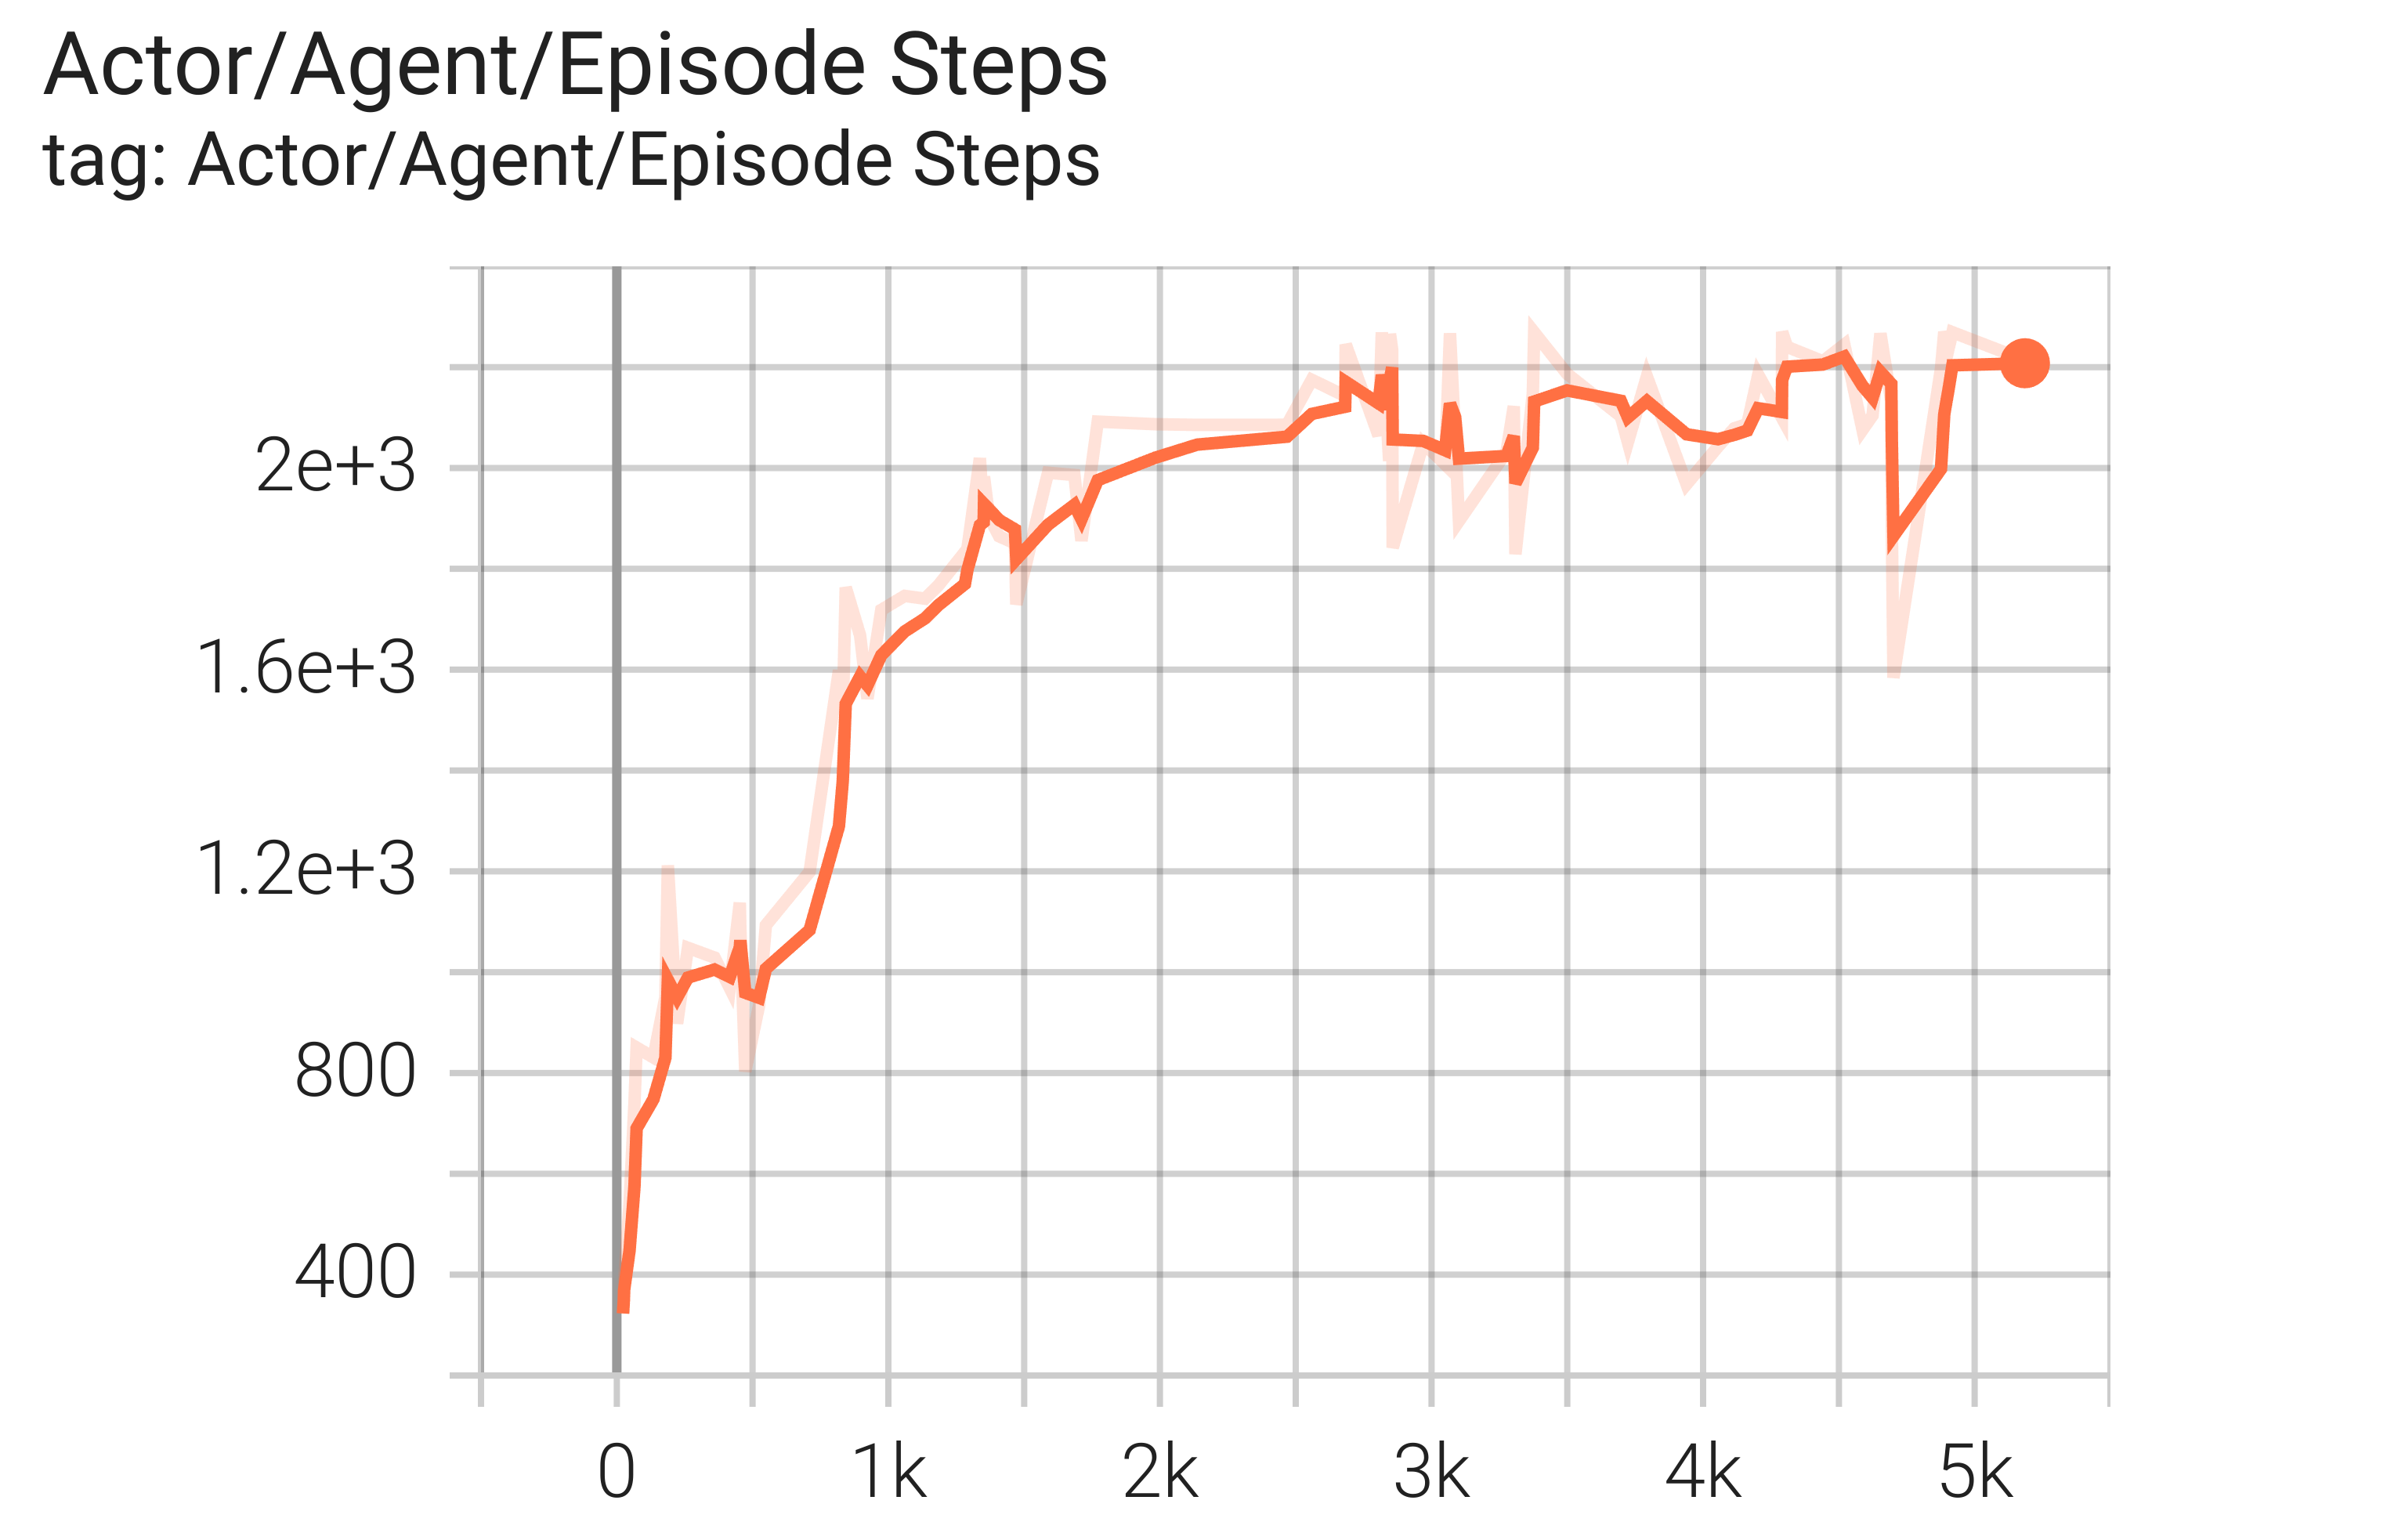 Actor/Agent/Episode Steps
tag: Actor/Agent/Episode Steps
2e+3
1.6e+3
1.2e+3
800
400
0 1k 2k 3k 4k 5k